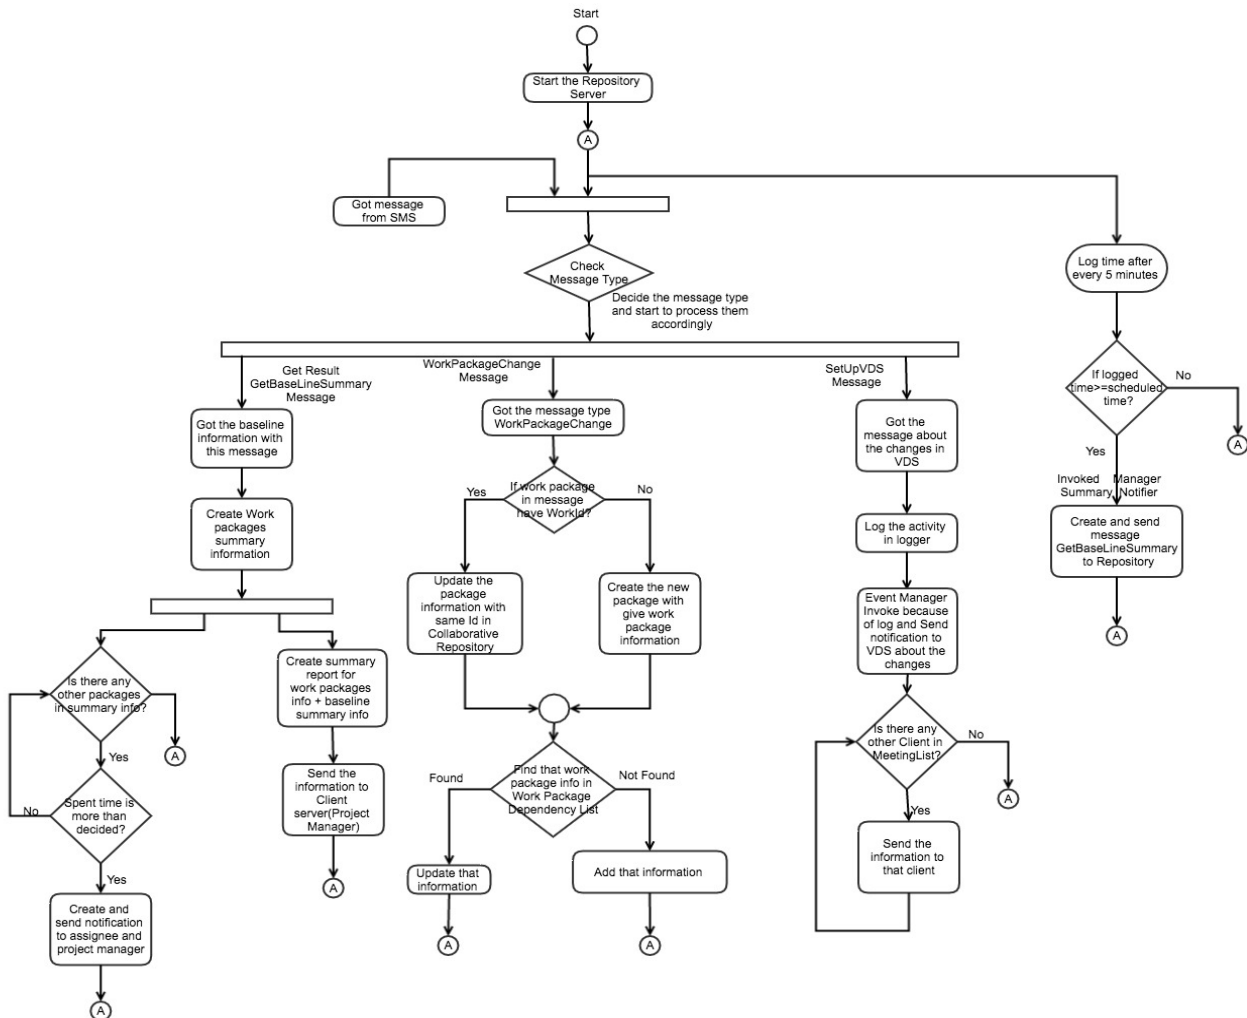 Start
Start the Repository
Server
A
Got message
from SMS
Check
Message Type
Decide the message type
and start to process them
accordingly
Log time after
every 5 minutes
If logged
time>=scheduled
time?
No
A
Yes
Invoked Manager
Summary Notifier
Create and send
message
GetBaseLineSummary
to Repository
A
Get Result
GetBaseLineSummary
Message
Got the baseline
information with
this message
Create Work
packages
summary
information
Is there any
other packages
in summary info?
A
Yes
Spent time is
more than
decided?
No
Yes
Create and
send notification
to assignee and
project manager
A
Create summary
report for
work packages
info + baseline
summary info
Send the
information to
Client
server(Project
Manager)
A
WorkPackageChange
Message
Got the message type
WorkPackageChange
If work package
in message
have WorkId?
Yes
No
Update the
package
information with
same Id in
Collaborative
Repository
Create the new
package with
give work
package
information
Find that work
package info in
Work Package
Dependency List
Found
Not Found
Update that
information
Add that information
A
A
SetUpVDS
Message
Got the
message about
the changes in
VDS
Log the activity
in logger
Event Manager
Invoke because
of log and Send
notification to
VDS about the
changes
Is there any
other Client in
MeetingList?
No
A
Yes
Send the
information to
that client